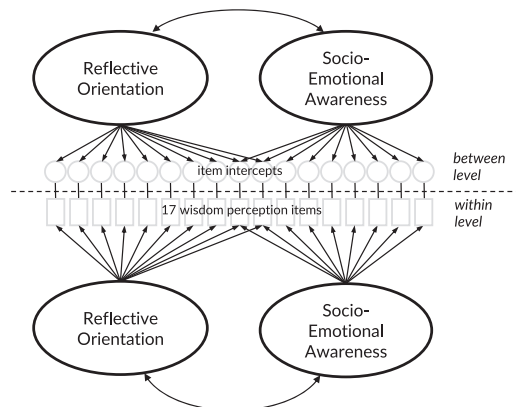 Reflective
Orientation
Socio-
Emotional
Awareness
item intercepts
between
level
17 wisdom perception items
within
level
Reflective
Orientation
Socio-
Emotional
Awareness